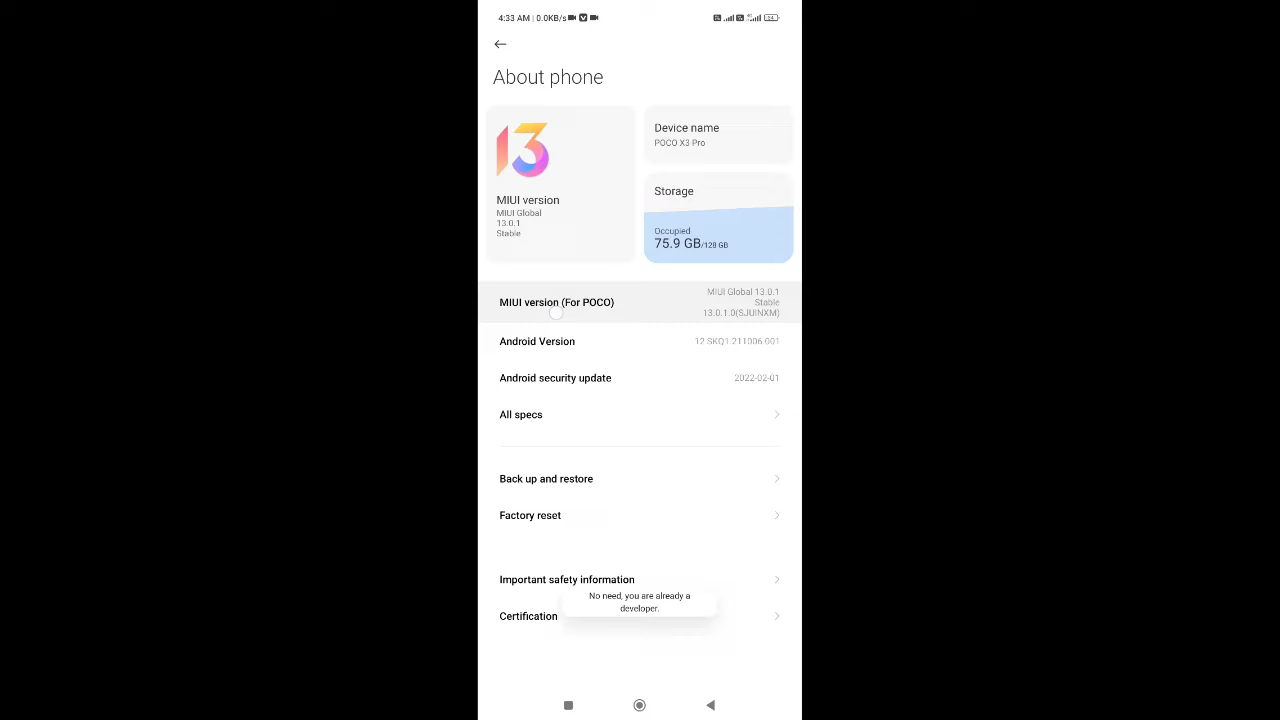 4:33 AM | 0.0KB/s
About phone
13
MIUI version
MIUI Global
13.0.1
Stable
Device name
POCO X3 Pro
Storage
Occupied
75.9 GB/128 GB
MIUI version (For POCO)
MIUI Global 13.0.1
Stable
13.0.1.0(SJUINXM)
Android Version
12 SKQ1.211006.001
Android security update
2022-02-01
All specs
Back up and restore
Factory reset
Important safety information
No need, you are already a
developer.
Certification